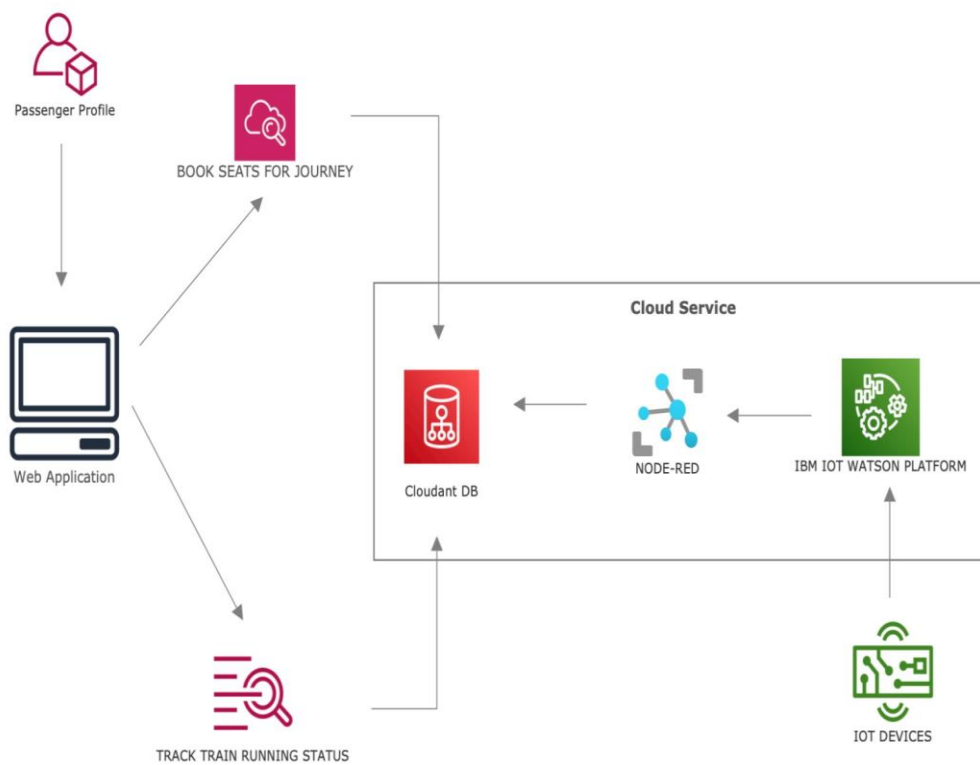 Passenger Profile
BOOK SEATS FOR JOURNEY
Cloud Service
Web Application
Cloudant DB
NODE-RED
IBM IOT WATSON PLATFORM
TRACK TRAIN RUNNING STATUS
IOT DEVICES